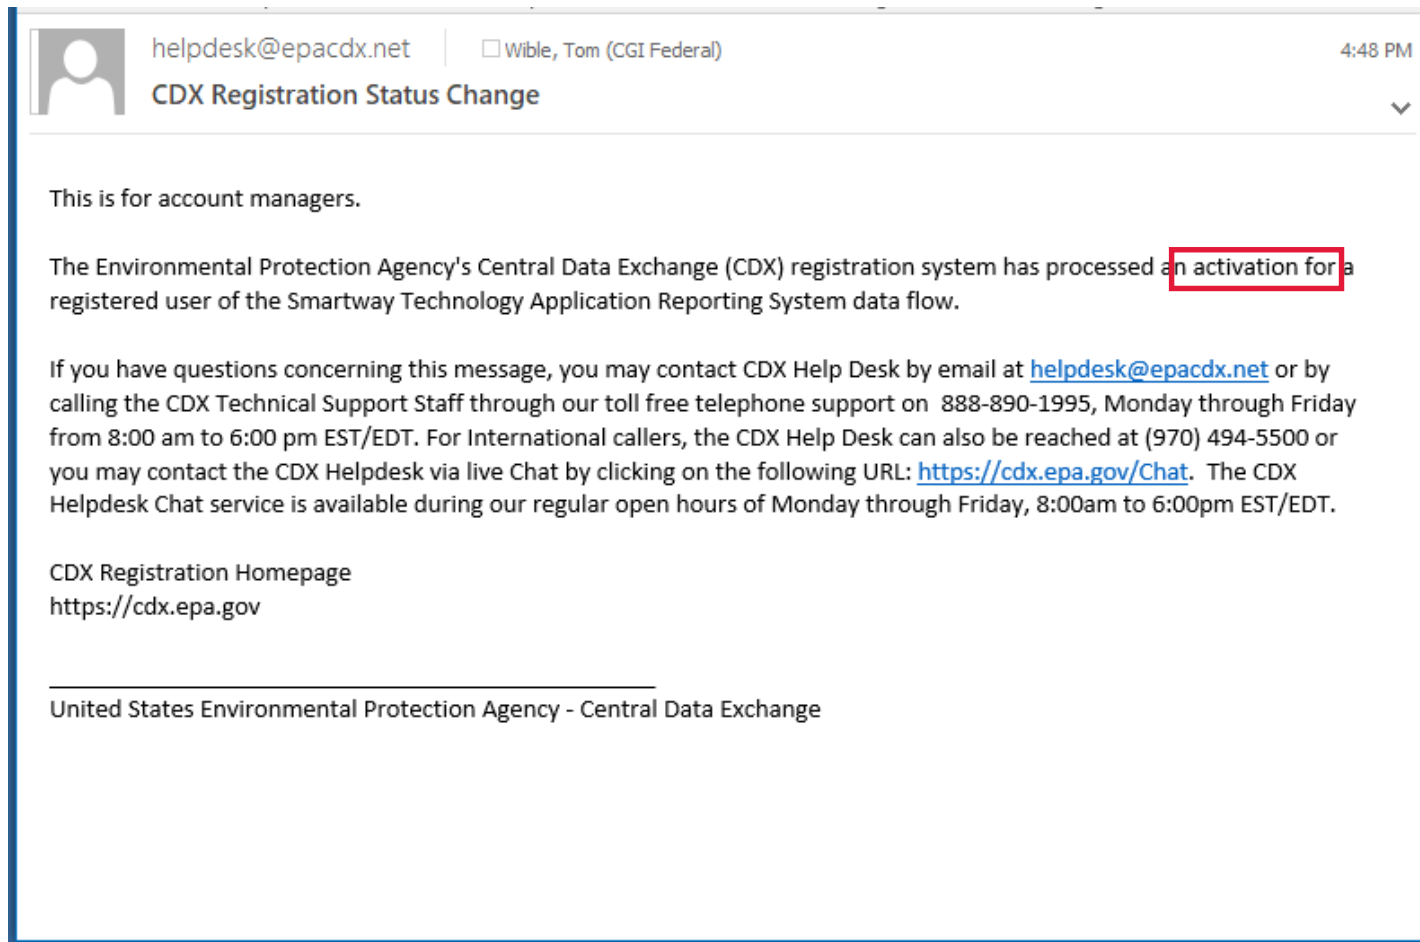 helpdesk@epacdx.net Wible, Tom (CGI Federal) 4:48 PM
CDX Registration Status Change
This is for account managers.
The Environmental Protection Agency's Central Data Exchange (CDX) registration system has processed an activation for a
registered user of the Smartway Technology Application Reporting System data flow.
If you have questions concerning this message, you may contact CDX Help Desk by email at helpdesk@epacdx.net or by
calling the CDX Technical Support Staff through our toll free telephone support on  888-890-1995, Monday through Friday
from 8:00 am to 6:00 pm EST/EDT. For International callers, the CDX Help Desk can also be reached at (970) 494-5500 or
you may contact the CDX Helpdesk via live Chat by clicking on the following URL: https://cdx.epa.gov/Chat.  The CDX
Helpdesk Chat service is available during our regular open hours of Monday through Friday, 8:00am to 6:00pm EST/EDT.
CDX Registration Homepage
https://cdx.epa.gov
United States Environmental Protection Agency - Central Data Exchange